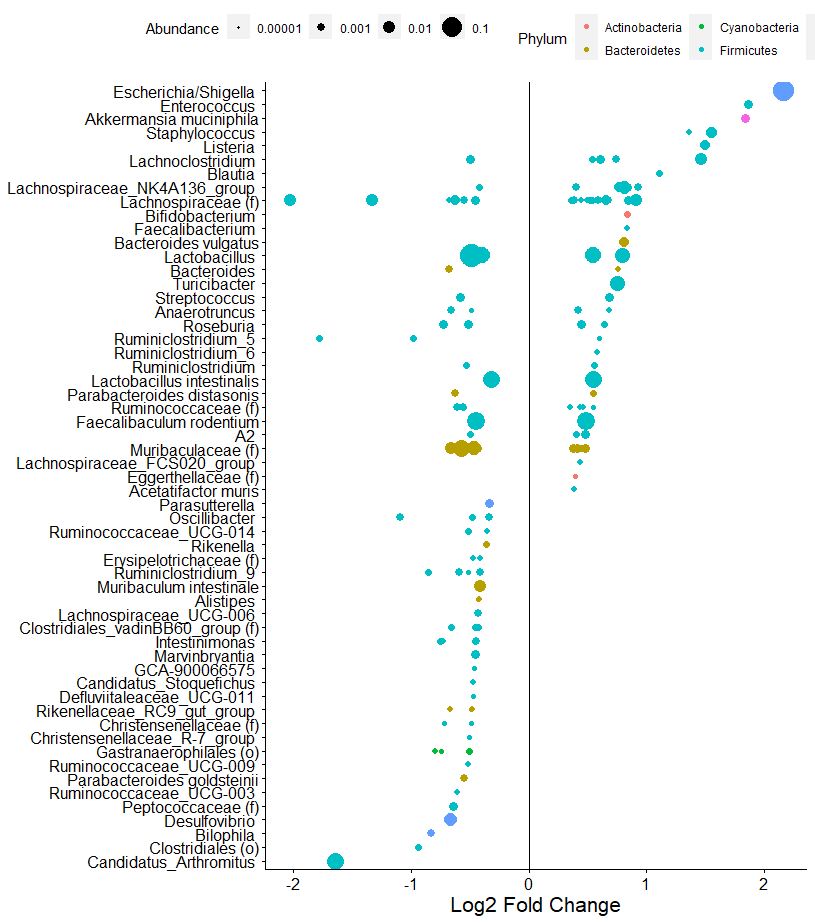 Abundance 0.00001 0.001 0.01 0.1
Phylum
Actinobacteria Cyanobacteria
Bacteroidetes Firmicutes
Escherichia/Shigella
Enterococcus
Akkermansia muciniphila
Staphylococcus
Listeria
Lachnoclostridium
Blautia
Lachnospiraceae_NK4A136_group
Lachnospiraceae (f)
Bifidobacterium
Faecalibacterium
Bacteroides vulgatus
Lactobacillus
Bacteroides
Turicibacter
Streptococcus
Anaerotruncus
Roseburia
Ruminiclostridium_5
Ruminiclostridium_6
Ruminiclostridium
Lactobacillus intestinalis
Parabacteroides distasonis
Ruminococcaceae (f)
Faecalibaculum rodentium
A2
Muribaculaceae (f)
Lachnospiraceae_FCS020_group
Eggerthellaceae (f)
Acetatifactor muris
Parasutterella
Oscillibacter
Ruminococcaceae_UCG-014
Rikenella
Erysipelotrichaceae (f)
Ruminiclostridium_9
Muribaculum intestinale
Alistipes
Lachnospiraceae_UCG-006
Clostridiales_vadinBB60_group (f)
Intestinimonas
Marvinbryantia
GCA-900066575
Candidatus_Stoquefichus
Defluviitaleaceae_UCG-011
Rikenellaceae_RC9_gut_group
Christensenellaceae (f)
Christensenellaceae_R-7_group
Gastranaerophilales (o)
Ruminococcaceae_UCG-009
Parabacteroides goldsteinii
Ruminococcaceae_UCG-003
Peptococcaceae (f)
Desulfovibrio
Bilophila
Clostridiales (o)
Candidatus_Arthromitus
-2 -1 0 1 2
Log2 Fold Change